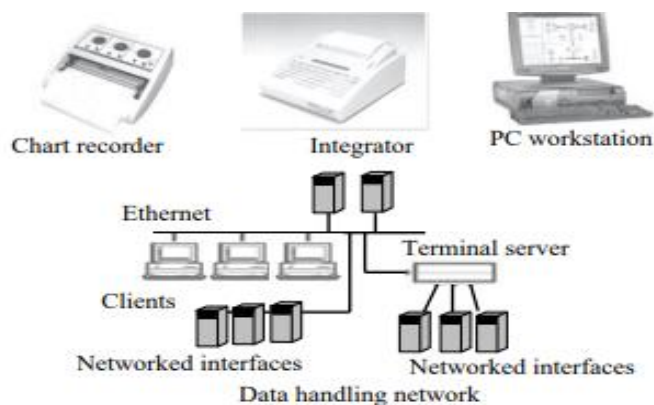 Chart recorder
Integrator
PC workstation
Ethernet
Terminal server
Clients
Networked interfaces
Networked interfaces
Data handling network